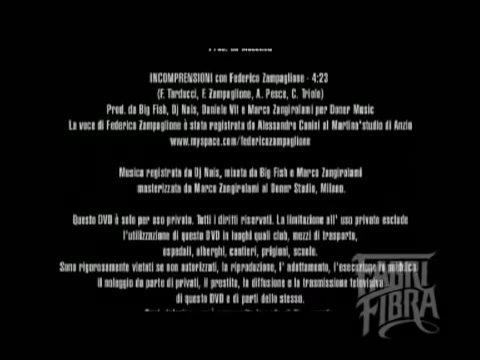 INCOMPRENSIONI con Federico Zampaglione - 4:23
(F. Tarducci, F. Zampaglione, A. Pesca, C. Triolo)
Prod. da Big Fish, Dj Nais, Daniele Vit e Marco Zangirolami per Doner Music
La voce di Federico Zampaglione è stata registrata da Alessandro Canini al Martina'studio di Anzio
www.myspace.com/federicozampaglione
Musica registrata da Dj Nais, mixata da Big Fish e Marco Zangirolami
masterizzata da Marco Zangirolami al Doner Studio, Milano.
Questo DVD è solo per uso privato. Tutti i diritti riservati. La limitazione all' uso privato esclude
l'utilizzazione di questo DVD in luoghi quali club, mezzi di trasporto,
ospedali, alberghi, cantieri, prigioni, scuole.
Sono rigorosamente vietati se non autorizzati, la riproduzione, l' adattamento, l'esecuzione in pubblico
il noleggio da parte di privati, il prestito, la diffusione e la trasmissione televisiva
di questo DVD e di parti dello stesso.
FABRI
FIBRA